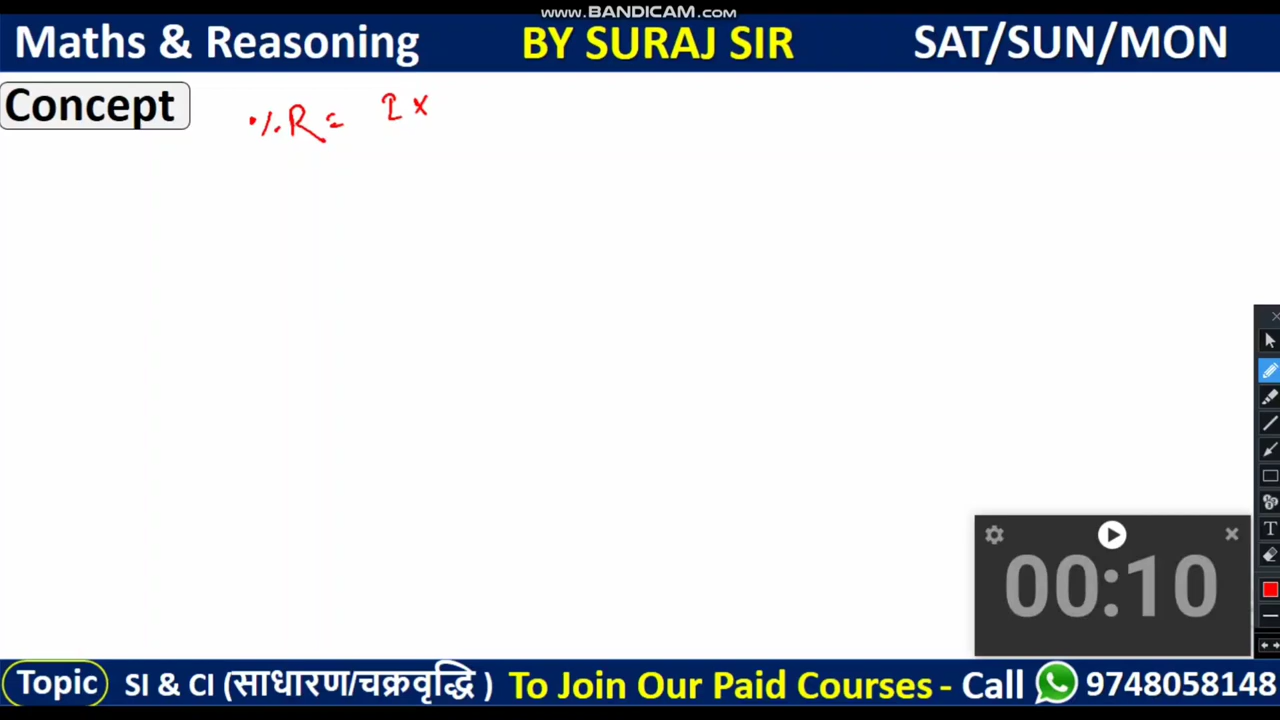 www.BANDICAM.com
Maths & Reasoning BY SURAJ SIR SAT/SUN/MON
Concept
%R = I ×
00:10
T
Topic SI & CI (साधारण/चक्रवृद्धि ) To Join Our Paid Courses - Call 9748058148